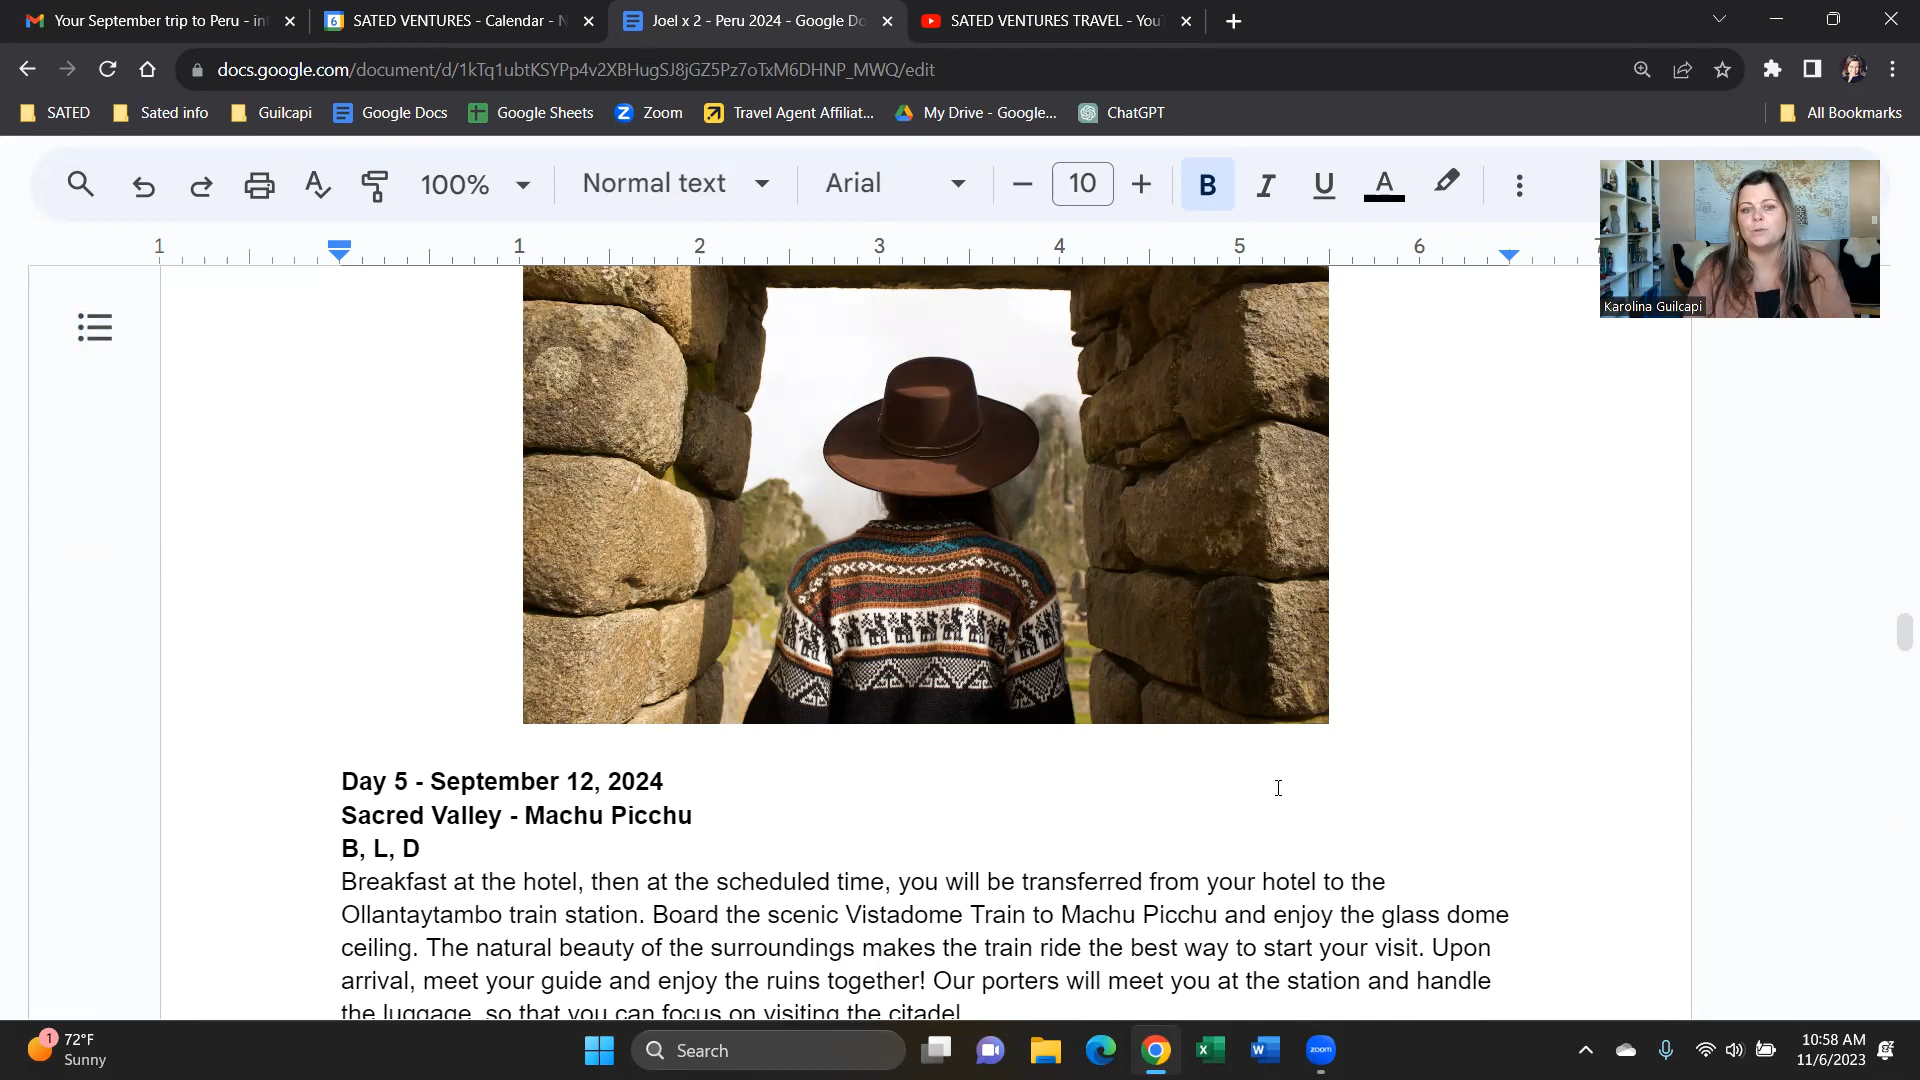 Your September trip to Peru - in
SATED VENTURES - Calendar - N
Joel x 2 - Peru 2024 - Google Do
SATED VENTURES TRAVEL - YouT
docs.google.com/document/d/1kTq1ubtKSYPp4v2XBHugSJ8jGZ5Pz7oTxM6DHNP_MWQ/edit
SATED
Sated info
Guilcapi
Google Docs
Google Sheets
Zoom
Travel Agent Affiliat...
My Drive - Google...
ChatGPT
All Bookmarks
100%
Normal text
Arial
10
B
I
U
A
1 1 2 3 4 5 6
Karolina Guilcapi
Day 5 - September 12, 2024
Sacred Valley - Machu Picchu
B, L, D
Breakfast at the hotel, then at the scheduled time, you will be transferred from your hotel to the
Ollantaytambo train station. Board the scenic Vistadome Train to Machu Picchu and enjoy the glass dome
ceiling. The natural beauty of the surroundings makes the train ride the best way to start your visit. Upon
arrival, meet your guide and enjoy the ruins together! Our porters will meet you at the station and handle
the luggage, so that you can focus on visiting the citadel
1
72°F
Sunny
Search
zoom
10:58 AM
11/6/2023